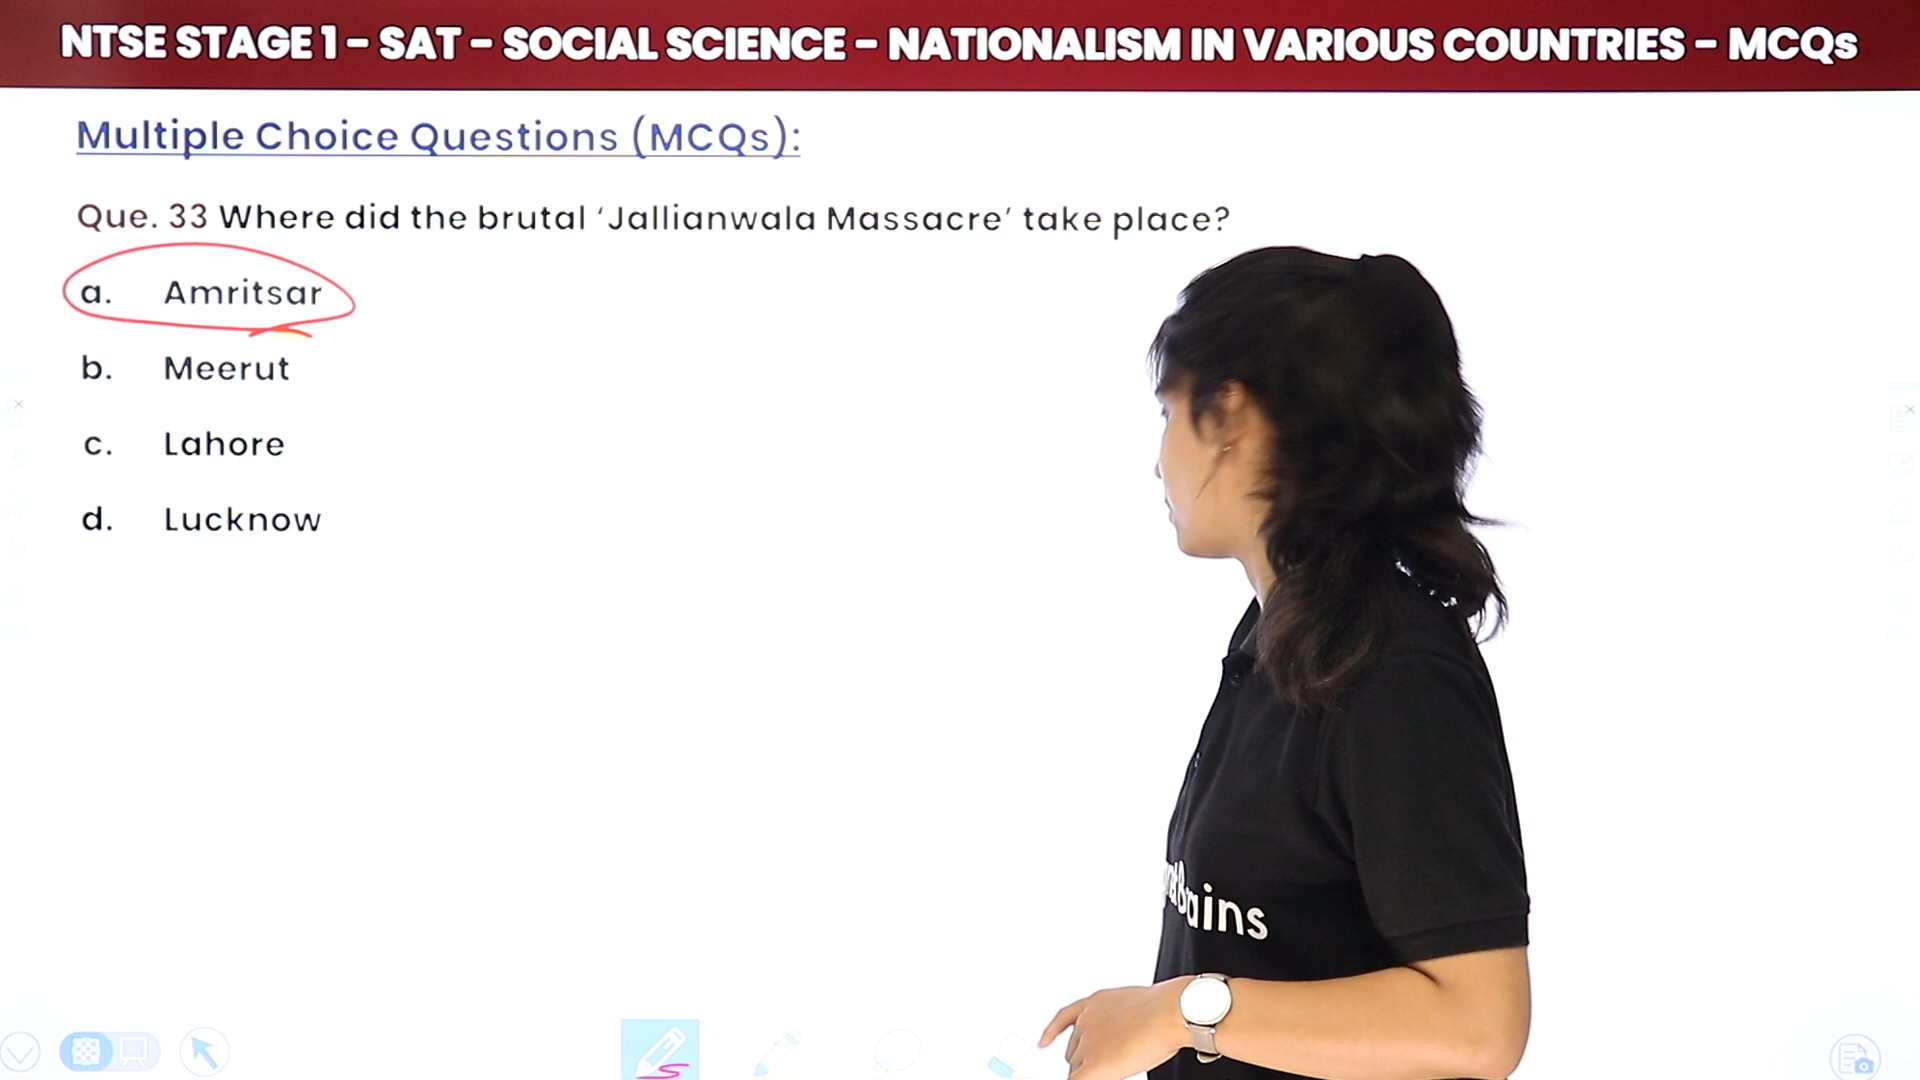 NTSE STAGE 1 – SAT – SOCIAL SCIENCE – NATIONALISM IN VARIOUS COUNTRIES – MCQs
Multiple Choice Questions (MCQs):
Que. 33 Where did the brutal ‘Jallianwala Massacre’ take place?
a. Amritsar
b. Meerut
c. Lahore
d. Lucknow